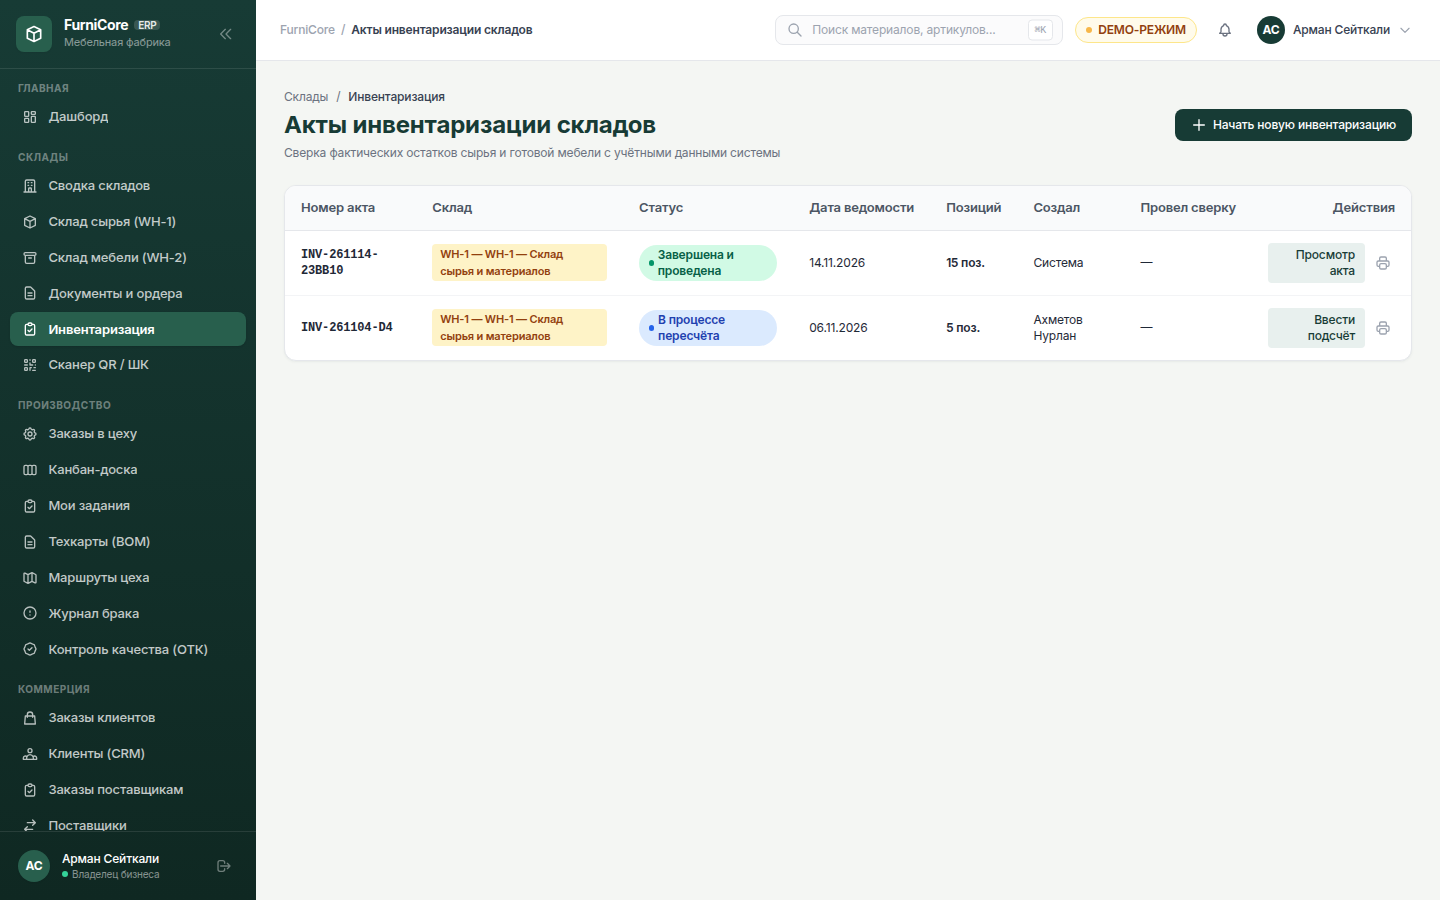 FurniCore ERP
Мебельная фабрика
ГЛАВНАЯ
Дашборд
СКЛАДЫ
Сводка складов
Склад сырья (WH-1)
Склад мебели (WH-2)
Документы и ордера
Инвентаризация
Сканер QR / ШК
ПРОИЗВОДСТВО
Заказы в цеху
Канбан-доска
Мои задания
Техкарты (BOM)
Маршруты цеха
Журнал брака
Контроль качества (ОТК)
КОММЕРЦИЯ
Заказы клиентов
Клиенты (CRM)
Заказы поставщикам
Поставщики
АС
Арман Сейткали
Владелец бизнеса
FurniCore / Акты инвентаризации складов
Поиск материалов, артикулов... ⌘K
DEMO-РЕЖИМ
АС Арман Сейткали
Склады / Инвентаризация
Акты инвентаризации складов
Сверка фактических остатков сырья и готовой мебели с учётными данными системы
Начать новую инвентаризацию
Номер акта Склад Статус Дата ведомости Позиций Создал Провел сверку Действия
INV-261114-
23BB10
WH-1 — WH-1 — Склад
сырья и материалов
Завершена и
проведена
14.11.2026
15 поз.
Система
—
Просмотр
акта
INV-261104-D4
WH-1 — WH-1 — Склад
сырья и материалов
В процессе
пересчёта
06.11.2026
5 поз.
Ахметов
Нурлан
—
Ввести
подсчёт